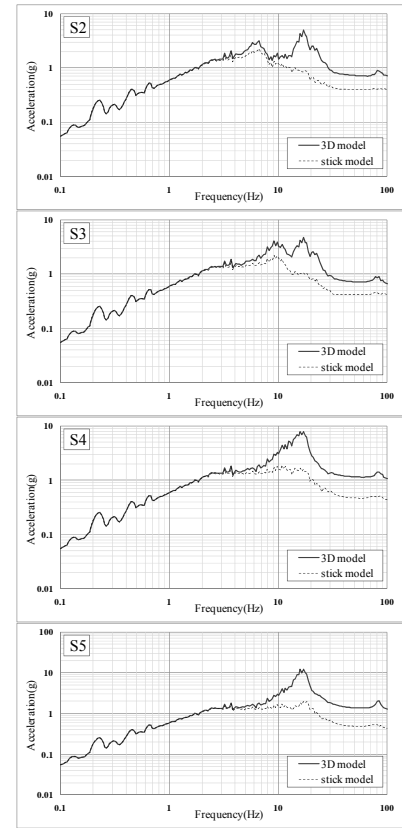 S2
10
1
0.1
0.01
Acceleration(g)
3D model
stick model
0.1 1 10 100
Frequency(Hz)
S3
10
1
0.1
0.01
Acceleration(g)
3D model
stick model
0.1 1 10 100
Frequency(Hz)
S4
10
1
0.1
0.01
Acceleration(g)
3D model
stick model
0.1 1 10 100
Frequency(Hz)
S5
100
10
1
0.1
0.01
Acceleration(g)
3D model
stick model
0.1 1 10 100
Frequency(Hz)